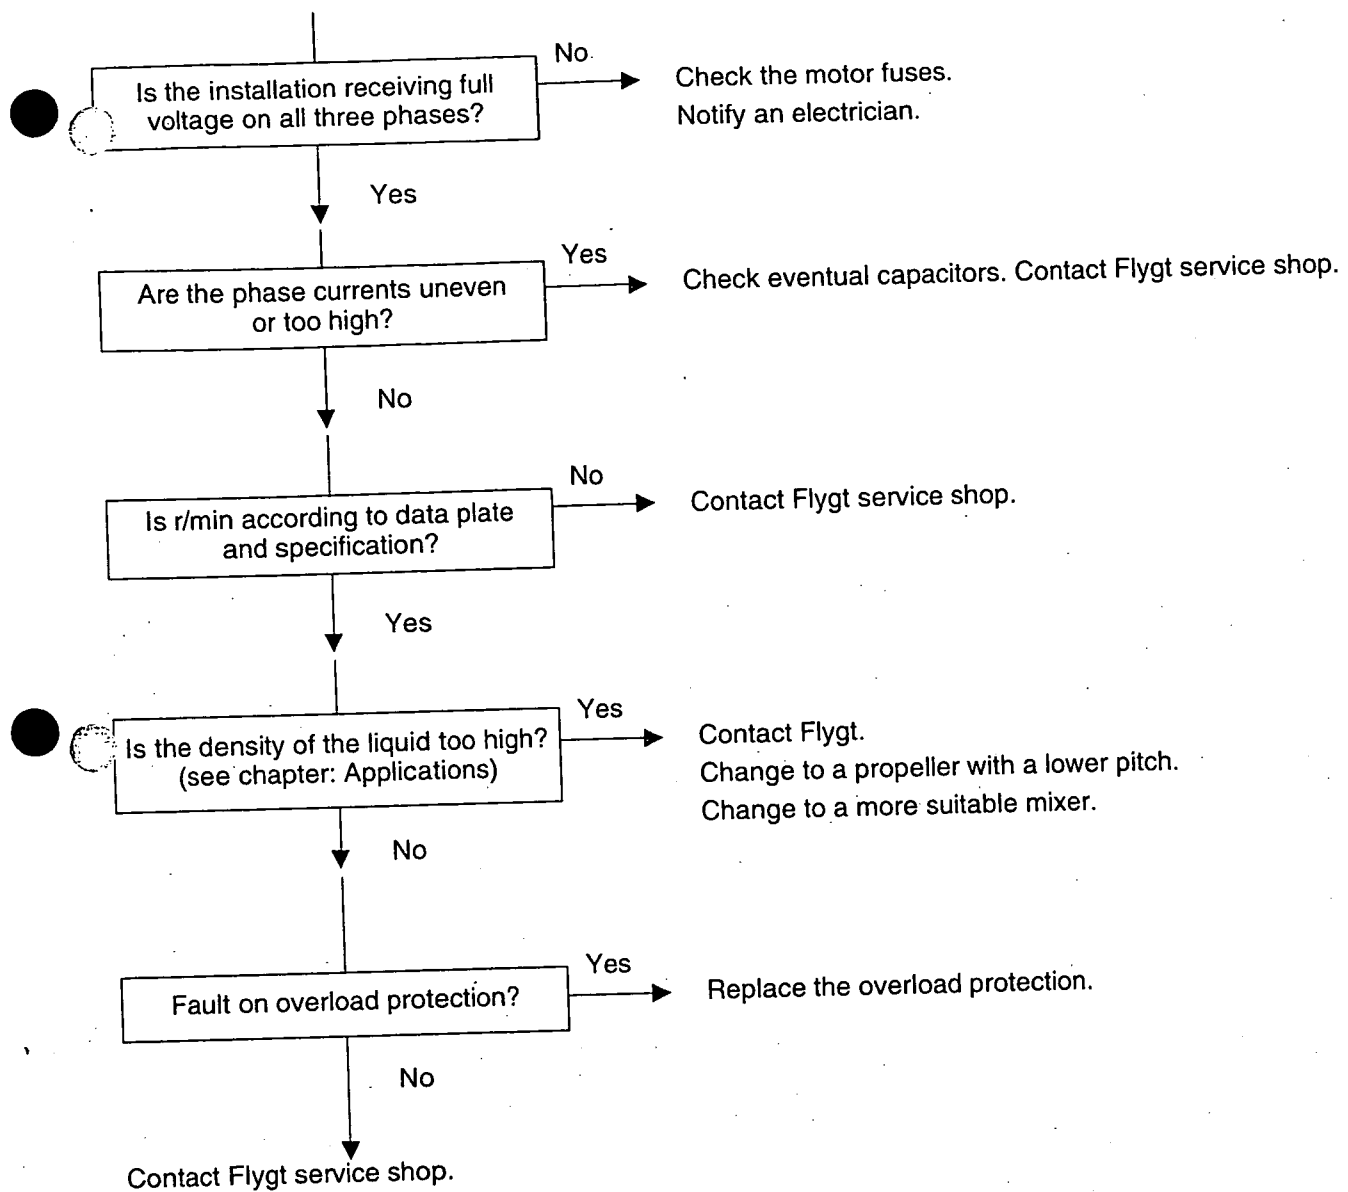 No
Is the installation receiving full
voltage on all three phases?
Check the motor fuses.
Notify an electrician.
Yes
Yes
Are the phase currents uneven
or too high?
Check eventual capacitors. Contact Flygt service shop.
No
No
Is r/min according to data plate
and specification?
Contact Flygt service shop.
Yes
Yes
Is the density of the liquid too high?
(see chapter: Applications)
Contact Flygt.
Change to a propeller with a lower pitch.
Change to a more suitable mixer.
No
Yes
Fault on overload protection?
Replace the overload protection.
No
Contact Flygt service shop.